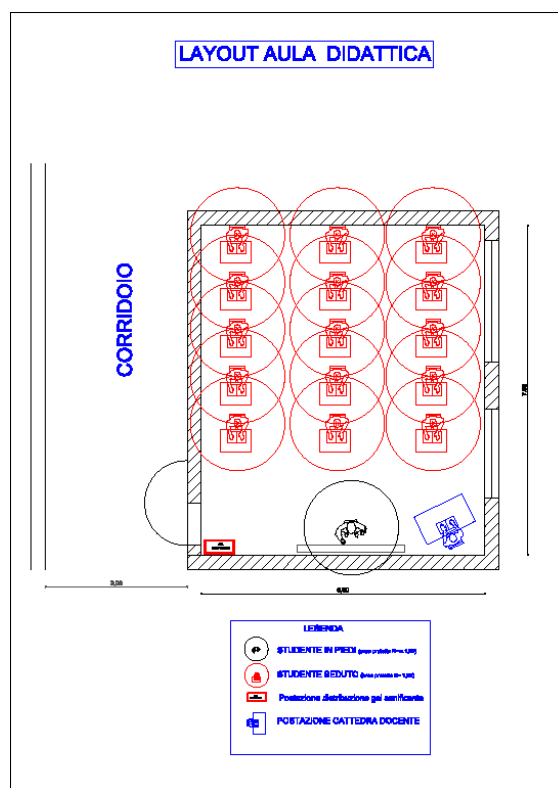 LAYOUT AULA DIDATTICA
CORRIDOIO
LEGENDA
STUDENTE IN PIEDI
STUDENTE SEDUTO
Postazione distribuzione gel sanificante
POSTAZIONE CATTEDRA DOCENTE